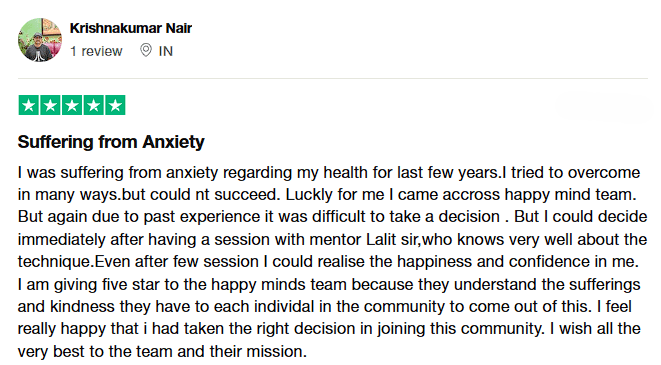 Krishnakumar Nair
1 review IN
Suffering from Anxiety
I was suffering from anxiety regarding my health for last few years.I tried to overcome
in many ways.but could nt succeed. Luckly for me I came accross happy mind team.
But again due to past experience it was difficult to take a decision . But I could decide
immediately after having a session with mentor Lalit sir,who knows very well about the
technique.Even after few session I could realise the happiness and confidence in me.
I am giving five star to the happy minds team because they understand the sufferings
and kindness they have to each individal in the community to come out of this. I feel
really happy that i had taken the right decision in joining this community. I wish all the
very best to the team and their mission.